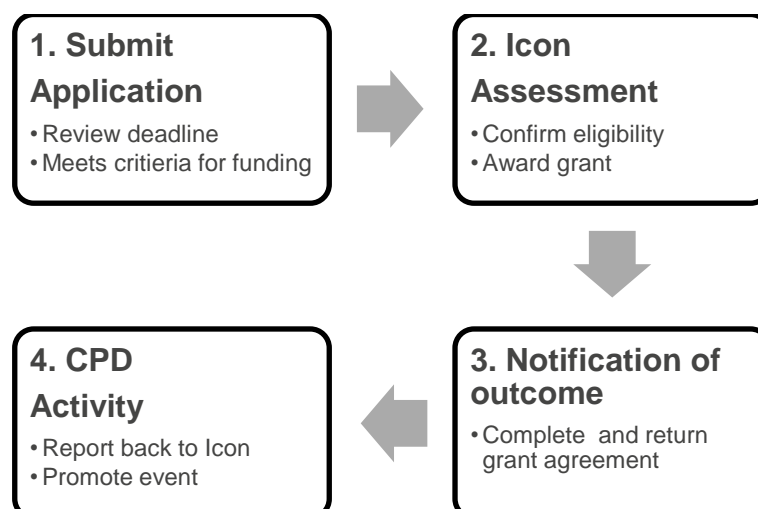 1. Submit
Application
• Review deadline
• Meets critieria for funding
2. Icon
Assessment
• Confirm eligibility
• Award grant
3. Notification of
outcome
• Complete and return
grant agreement
4. CPD
Activity
• Report back to Icon
• Promote event